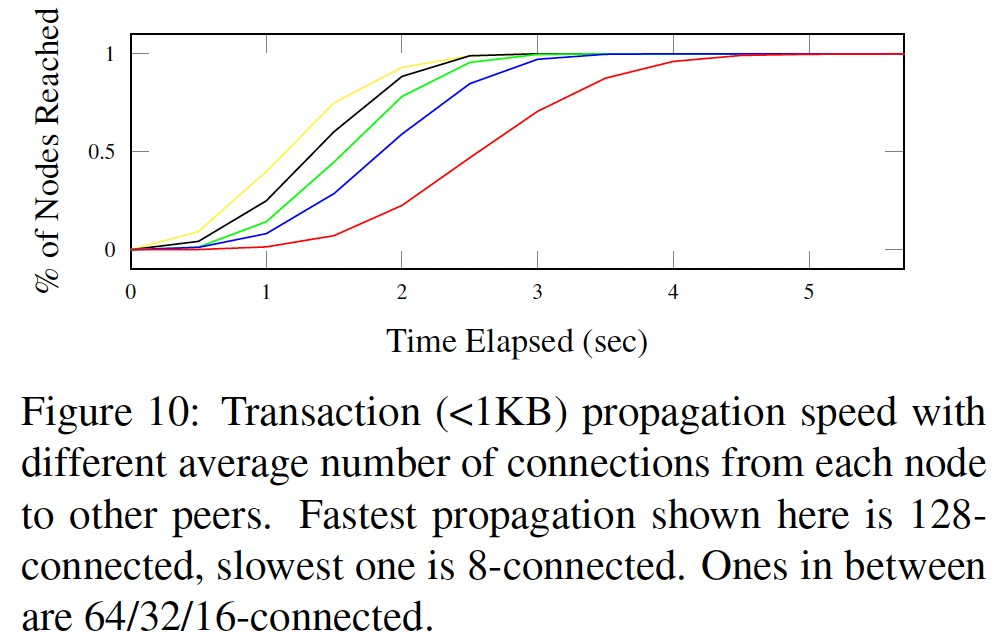 % of Nodes Reached
1
0.5
0
0 1 2 3 4 5
Time Elapsed (sec)
Figure 10: Transaction (<1KB) propagation speed with
different average number of connections from each node
to other peers. Fastest propagation shown here is 128-
connected, slowest one is 8-connected. Ones in between
are 64/32/16-connected.